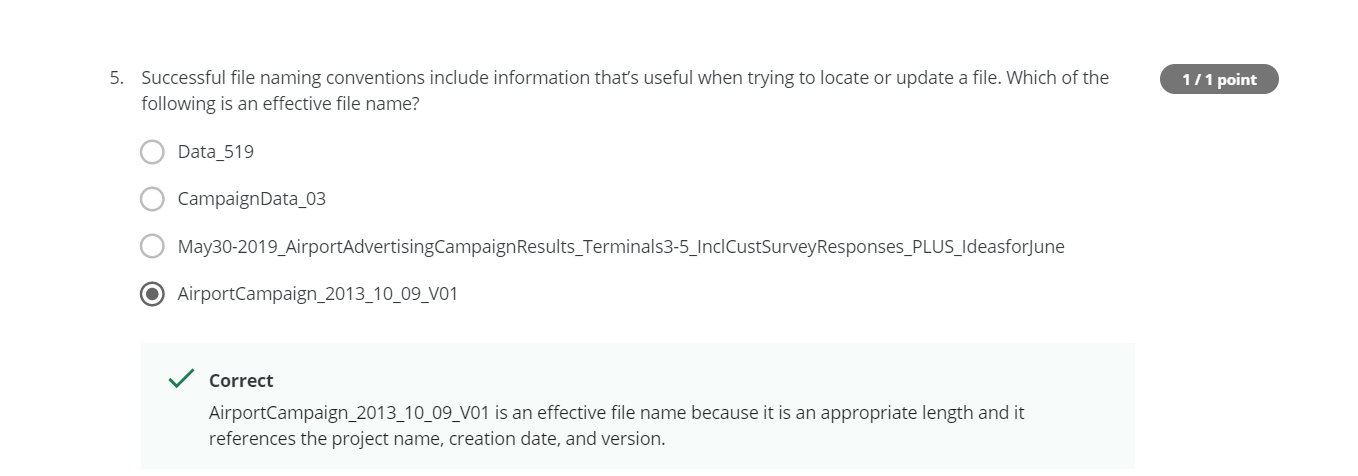 5. Successful file naming conventions include information that's useful when trying to locate or update a file. Which of the
1 / 1 point
following is an effective file name?
Data_519
CampaignData_03
May30-2019_AirportAdvertisingCampaignResults_Terminals3-5_InclCustSurveyResponses_PLUS_IdeasforJune
AirportCampaign_2013_10_09_V01
Correct
AirportCampaign_2013_10_09_V01 is an effective file name because it is an appropriate length and it
references the project name, creation date, and version.